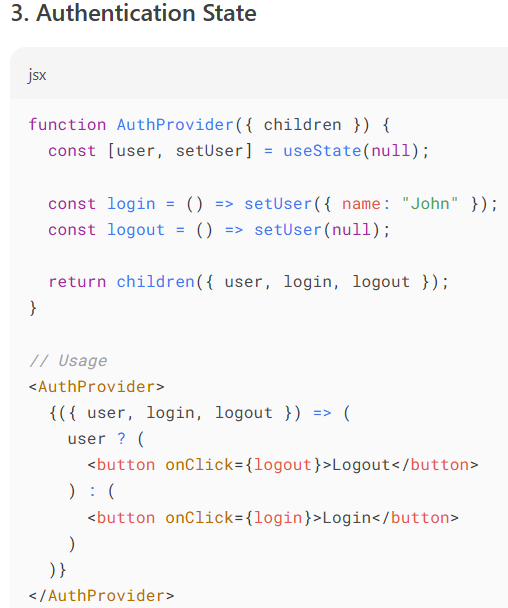 3. Authentication State
jsx
function AuthProvider({ children }) {
  const [user, setUser] = useState(null);

  const login = () => setUser({ name: "John" });
  const logout = () => setUser(null);

  return children({ user, login, logout });
}

// Usage
<AuthProvider>
  {({ user, login, logout }) => (
    user ? (
      <button onClick={logout}>Logout</button>
    ) : (
      <button onClick={login}>Login</button>
    )
  )}
</AuthProvider>